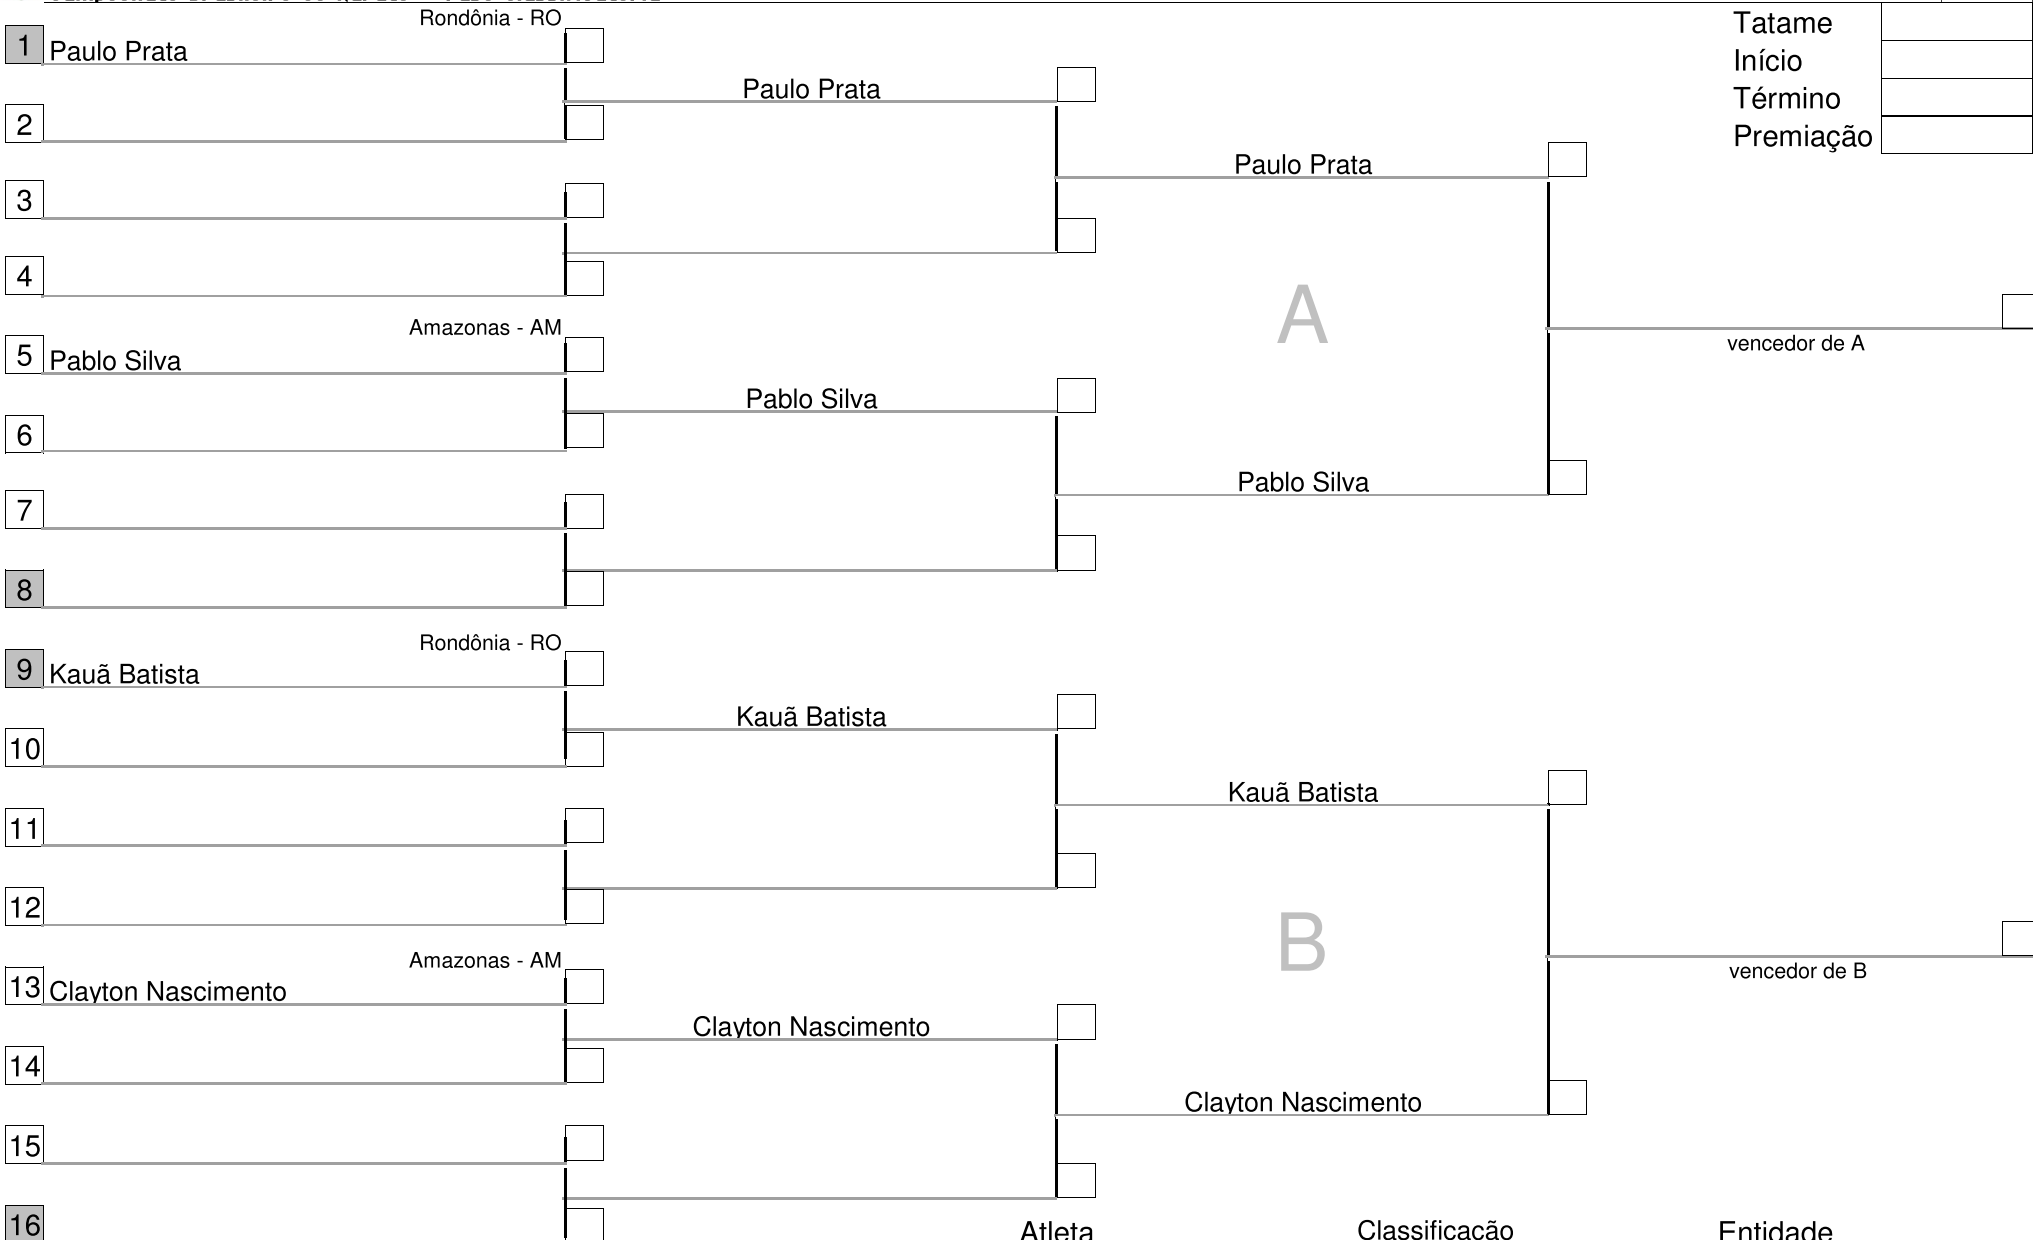 Rondônia - RO
1 Paulo Prata
Tatame
Início
Término
Premiação
Paulo Prata
2
Paulo Prata
3
4
A
Amazonas - AM
5 Pablo Silva
vencedor de A
Pablo Silva
6
Pablo Silva
7
8
Rondônia - RO
9 Kauã Batista
Kauã Batista
10
Kauã Batista
11
12
B
Amazonas - AM
13 Clayton Nascimento
vencedor de B
Clayton Nascimento
14
Clayton Nascimento
15
16
Atleta Classificação Entidade